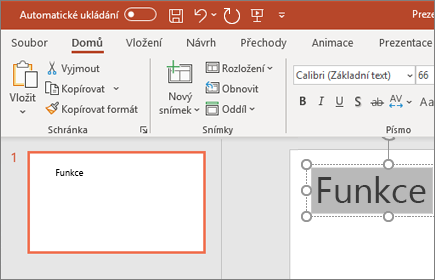 Automatické ukládání
Preze
Soubor Domů Vložení Návrh Přechody Animace Prezentace
Vložit
Vyjmout
Kopírovat
Kopírovat formát
Schránka
Nový
snímek
Rozložení
Obnovit
Oddíl
Snímky
Calibri (Základní text) 66
B I U S ab AV Aa
Písmo
1
Funkce
Funkce